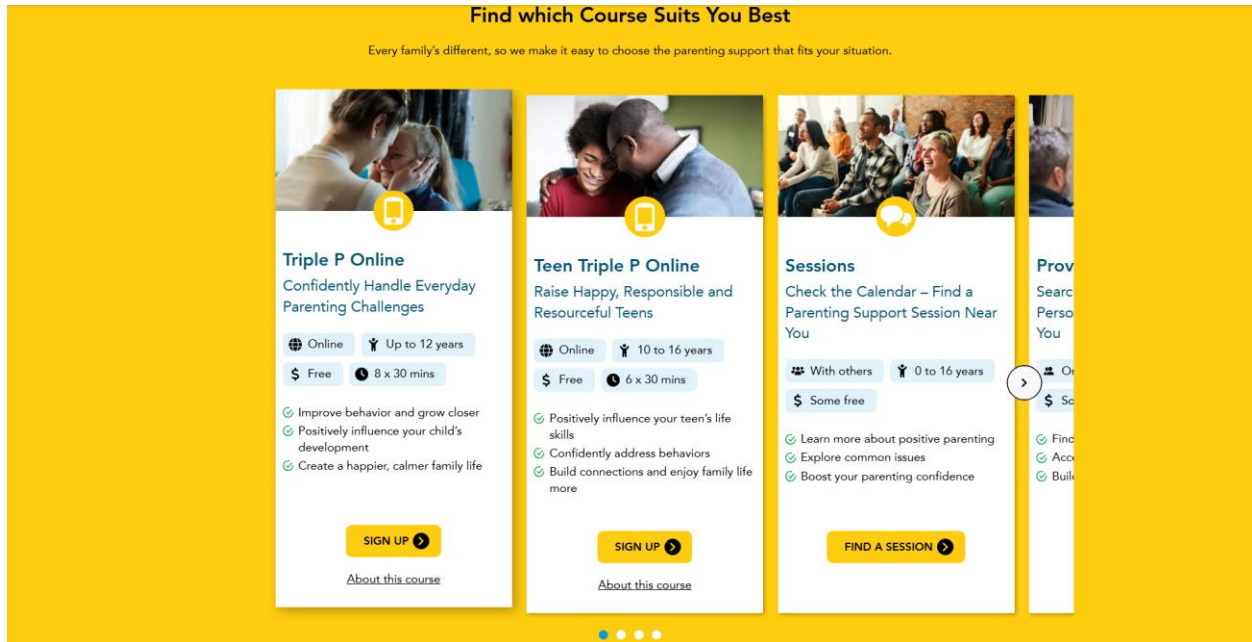 Find which Course Suits You Best
Every family's different, so we make it easy to choose the parenting support that fits your situation.
Triple P Online
Confidently Handle Everyday
Parenting Challenges
Online
Up to 12 years
$ Free
8 x 30 mins
Improve behavior and grow closer
Positively influence your child's
development
Create a happier, calmer family life
SIGN UP
About this course
Teen Triple P Online
Raise Happy, Responsible and
Resourceful Teens
Online
10 to 16 years
$ Free
6 x 30 mins
Positively influence your teen's life
skills
Confidently address behaviors
Build connections and enjoy family life
more
SIGN UP
About this course
Sessions
Check the Calendar – Find a
Parenting Support Session Near
You
With others
0 to 16 years
$ Some free
Learn more about positive parenting
Explore common issues
Boost your parenting confidence
FIND A SESSION
Prov
Searc
Perso
You
$
Find